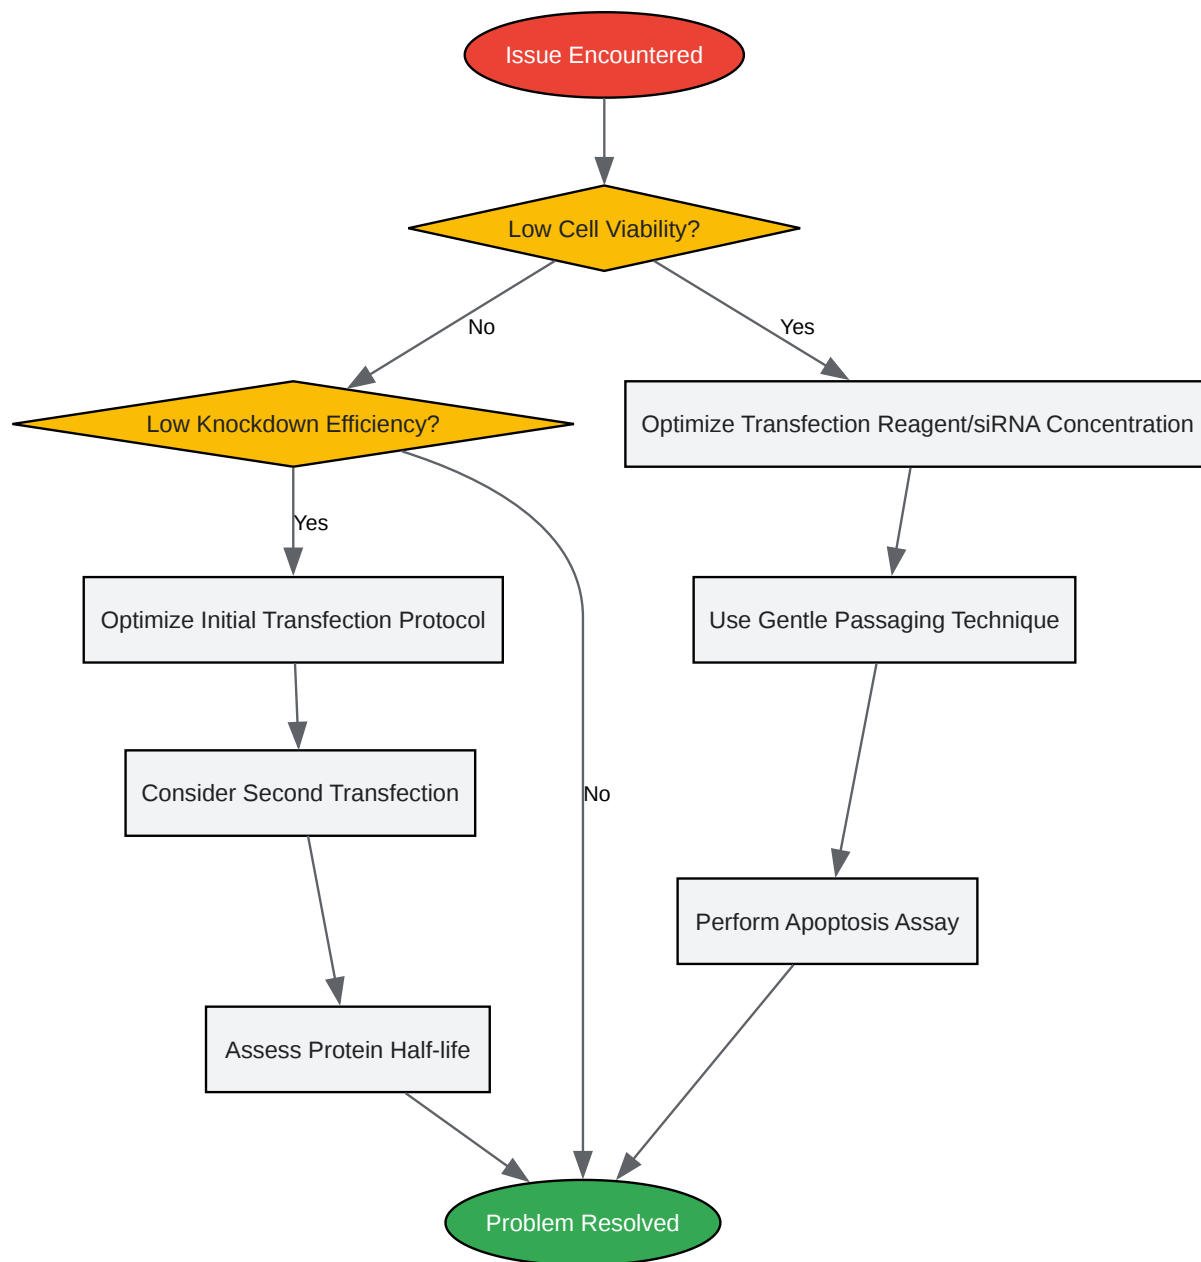 Issue Encountered
Low Cell Viability?
No
Yes
Low Knockdown Efficiency?
Optimize Transfection Reagent/siRNA Concentration
Yes
Optimize Initial Transfection Protocol
Use Gentle Passaging Technique
Consider Second Transfection
No
Perform Apoptosis Assay
Assess Protein Half-life
Problem Resolved